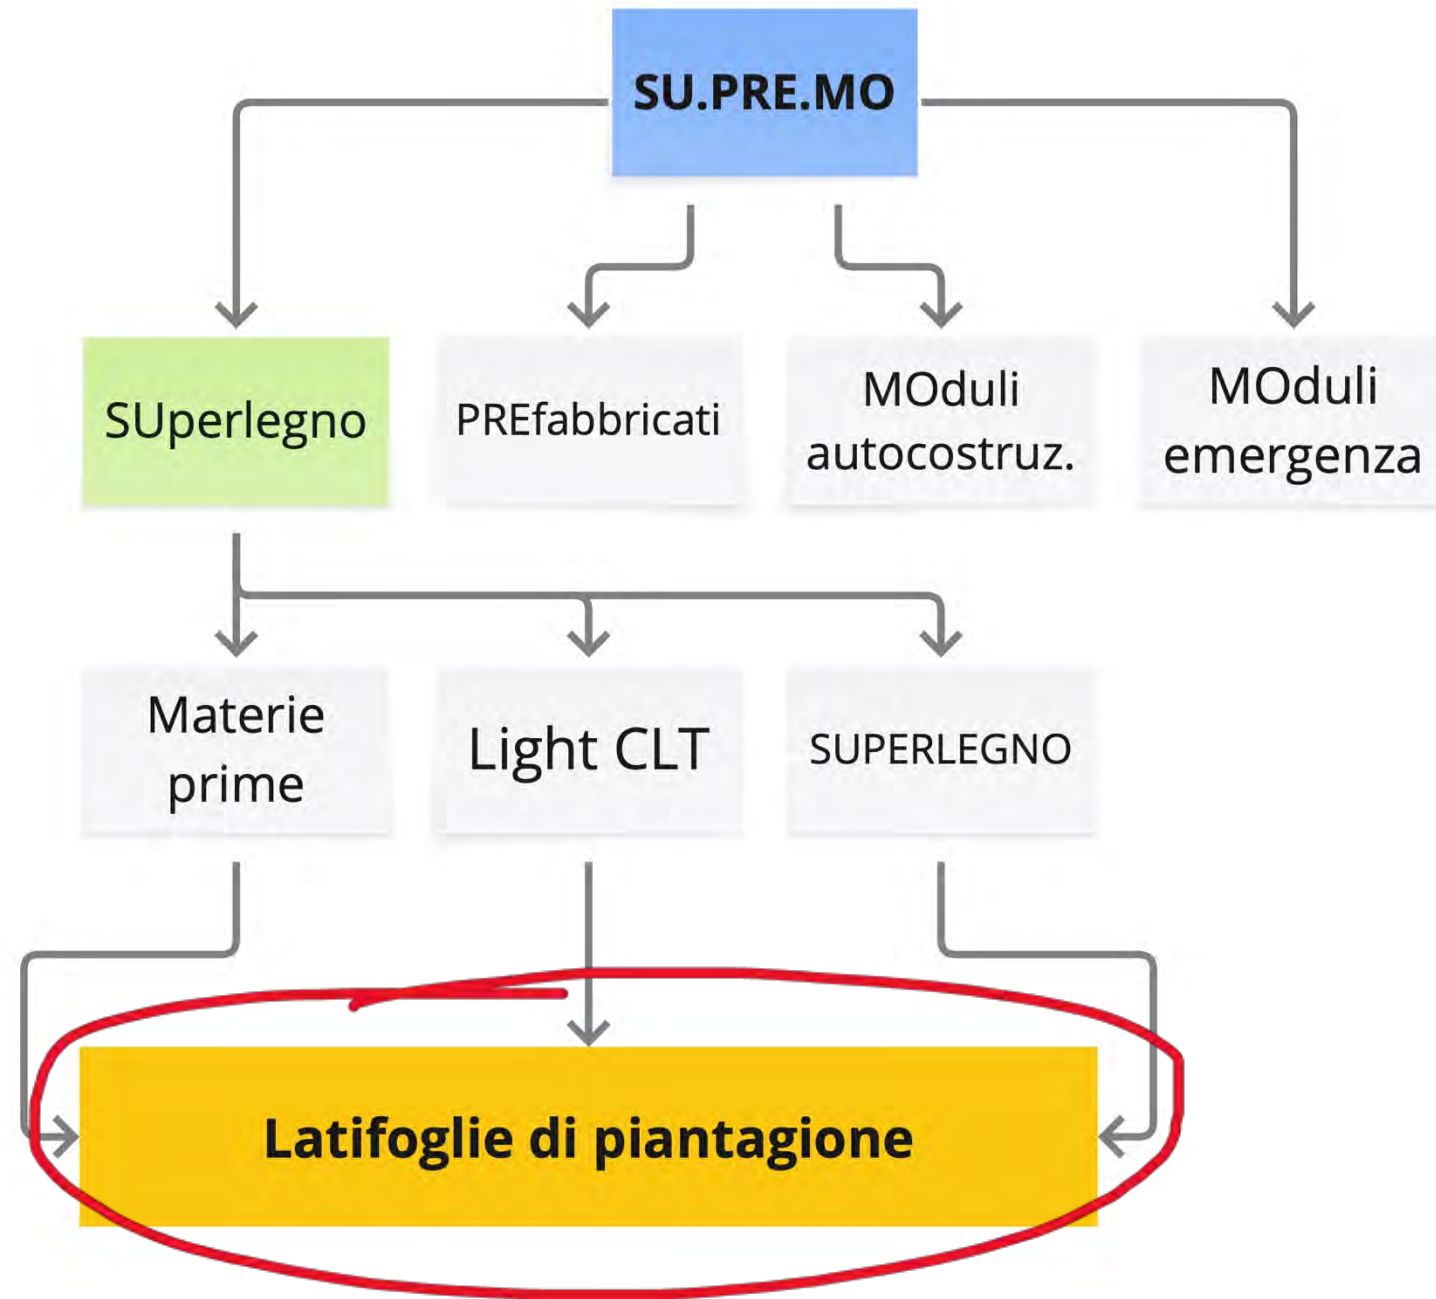 SU.PRE.MO
SUperlegno
PREfabbricati
MOduli
autocostruz.
MOduli
emergenza
Materie
prime
Light CLT
SUPERLEGNO
Latifoglie di piantagione